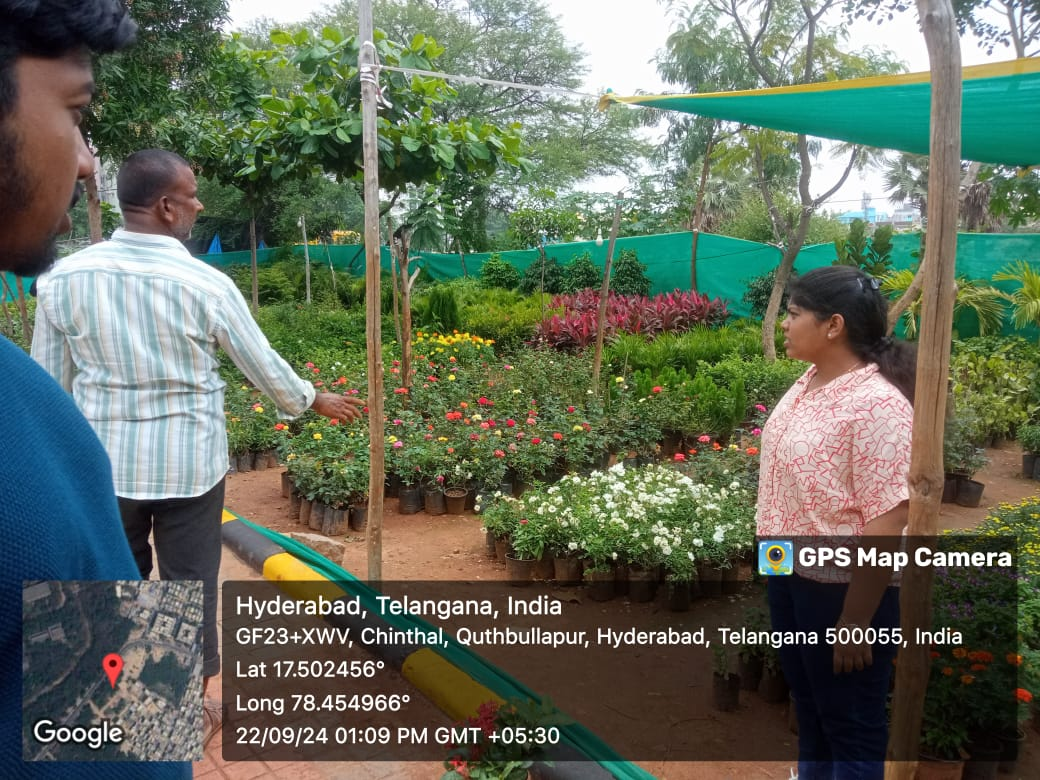 GPS Map Camera
Hyderabad, Telangana, India
GF23+XWV, Chinthal, Quthbullapur, Hyderabad, Telangana 500055, India
Lat 17.502456°
Long 78.454966°
22/09/24 01:09 PM GMT +05:30
Google